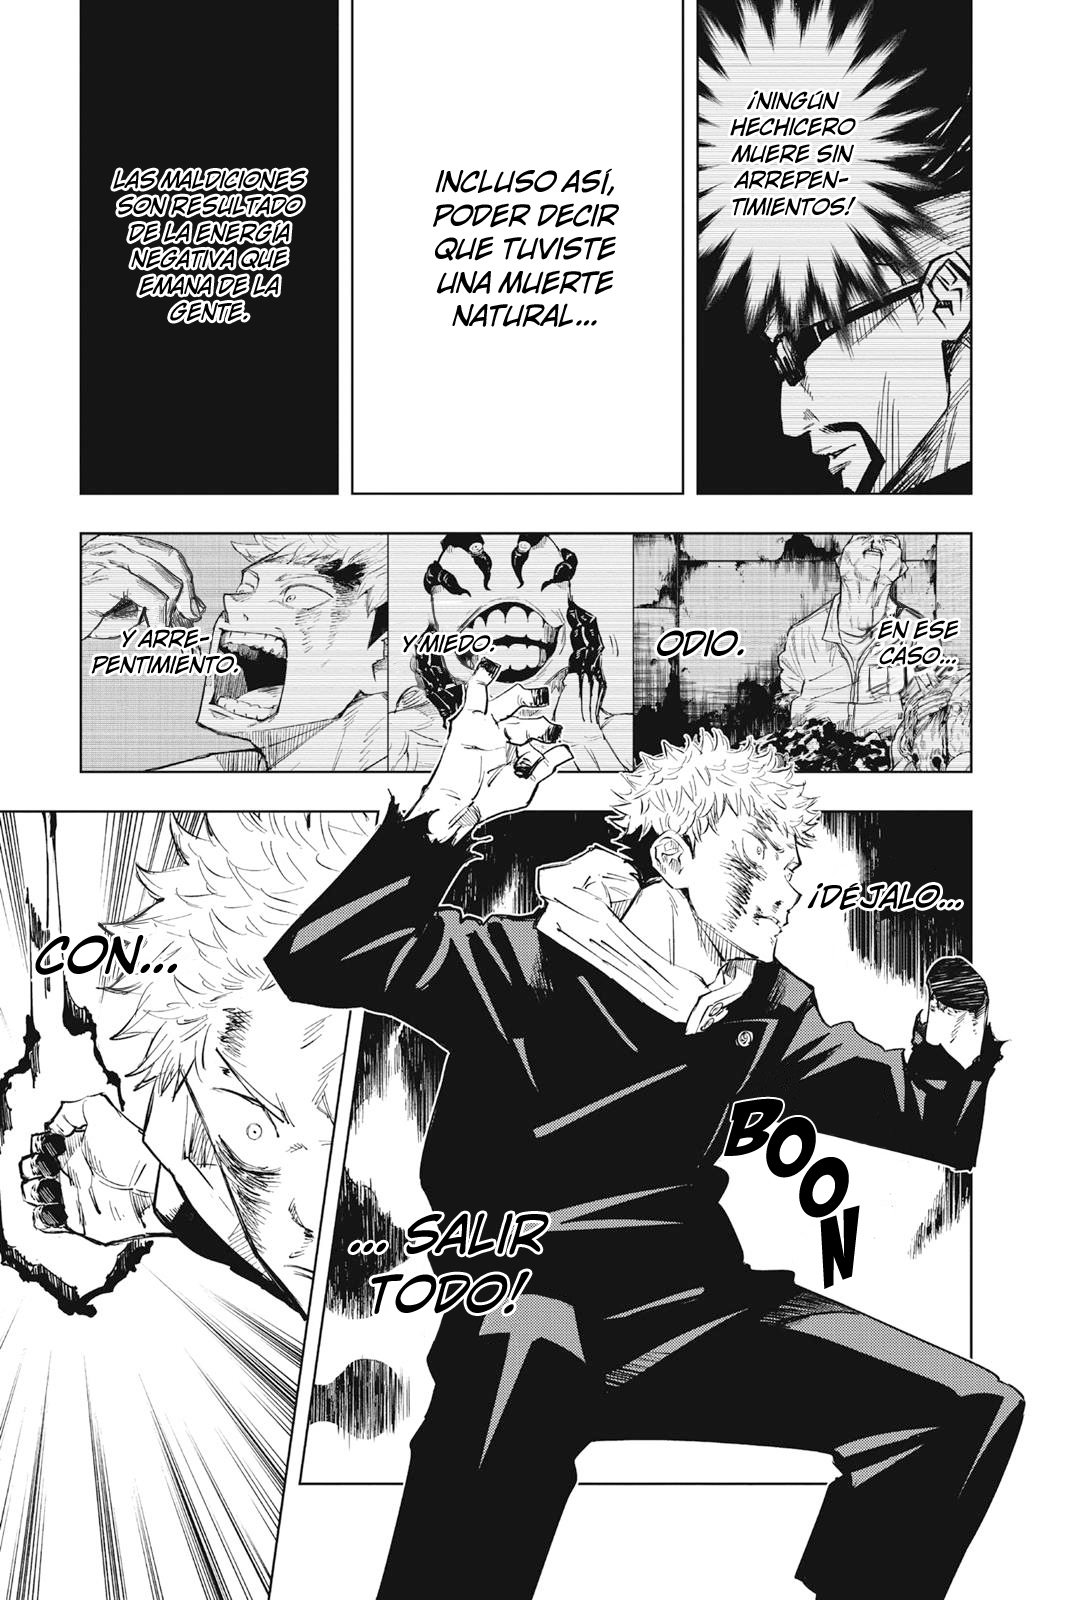 ¡NINGÚN
HECHICERO
MUERE SIN
ARREPEN-
TIMIENTOS!
INCLUSO ASÍ,
PODER DECIR
QUE TUVISTE
UNA MUERTE
NATURAL...
LAS MALDICIONES
SON RESULTADO
DE LA ENERGÍA
NEGATIVA QUE
EMANA DE LA
GENTE.
EN ESE
CASO...
ODIO.
Y MIEDO.
Y ARRE-
PENTIMIENTO.
¡DÉJALO...
BOON
... SALIR
TODO!
CON...